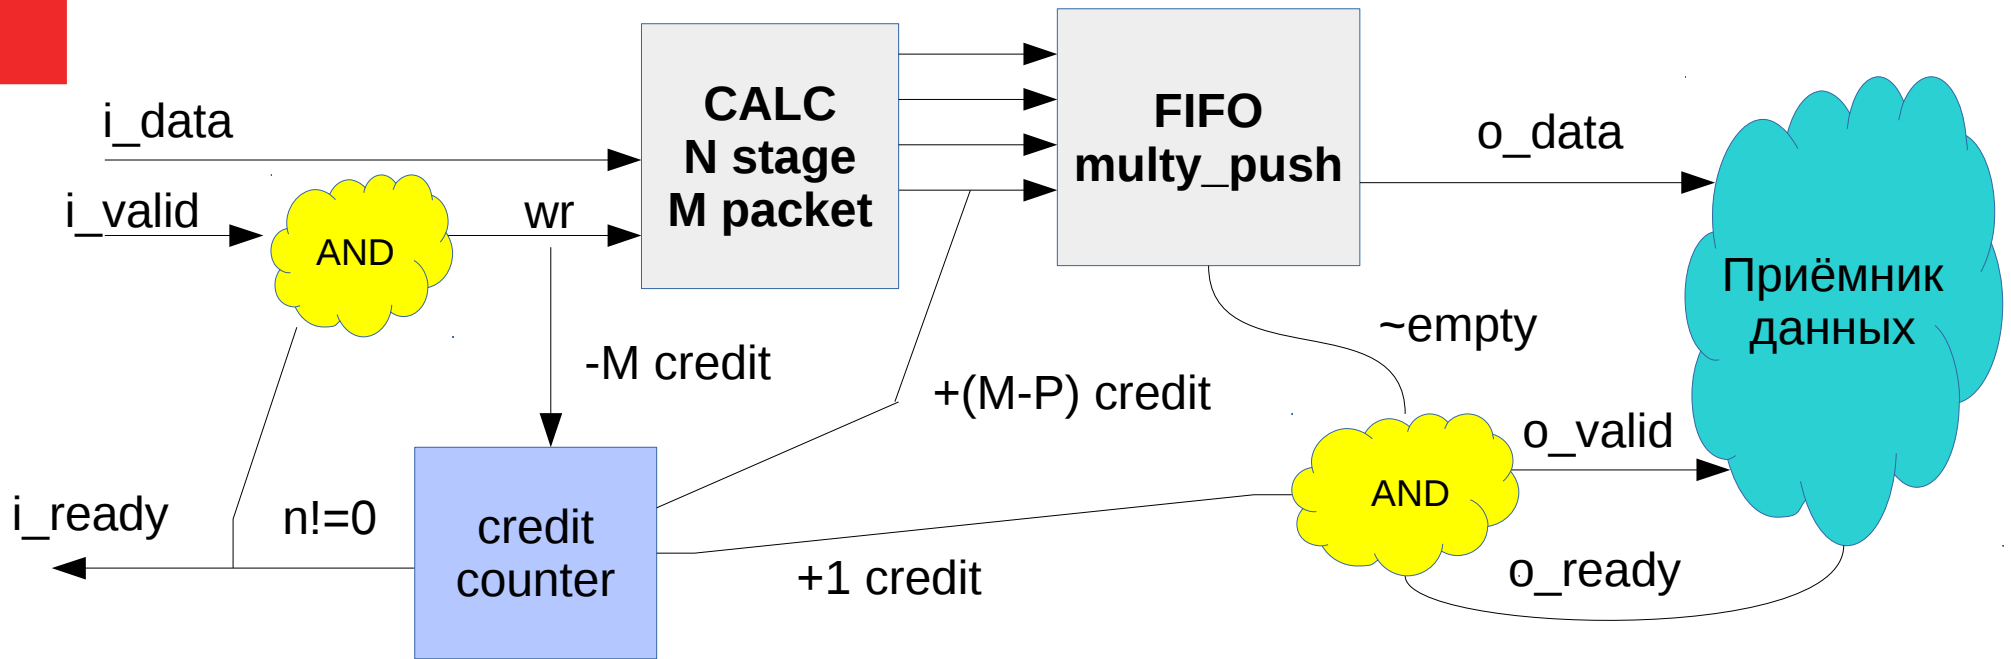 i_data
i_valid
AND
wr
CALC
N stage
M packet
FIFO
multy_push
o_data
Приёмник
данных
~empty
-M credit
+(M-P) credit
o_valid
AND
i_ready
n!=0
credit
counter
+1 credit
o_ready